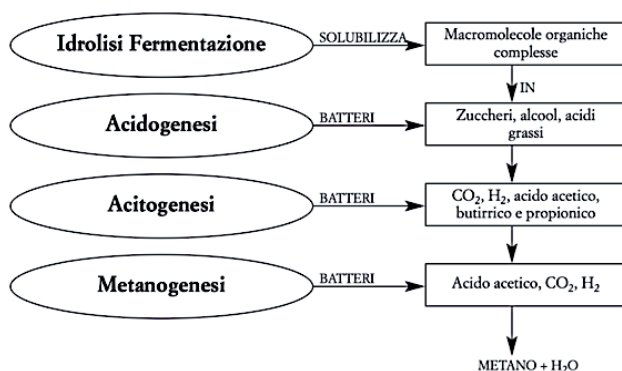 Idrolisi Fermentazione
SOLUBILIZZA
Macromolecole organiche
complesse
IN
Acidogenesi
BATTERI
Zuccheri, alcool, acidi
grassi
Acitogenesi
BATTERI
CO₂, H₂, acido acetico,
butirrico e propionico
Metanogenesi
BATTERI
Acido acetico, CO₂, H₂
METANO + H₂O